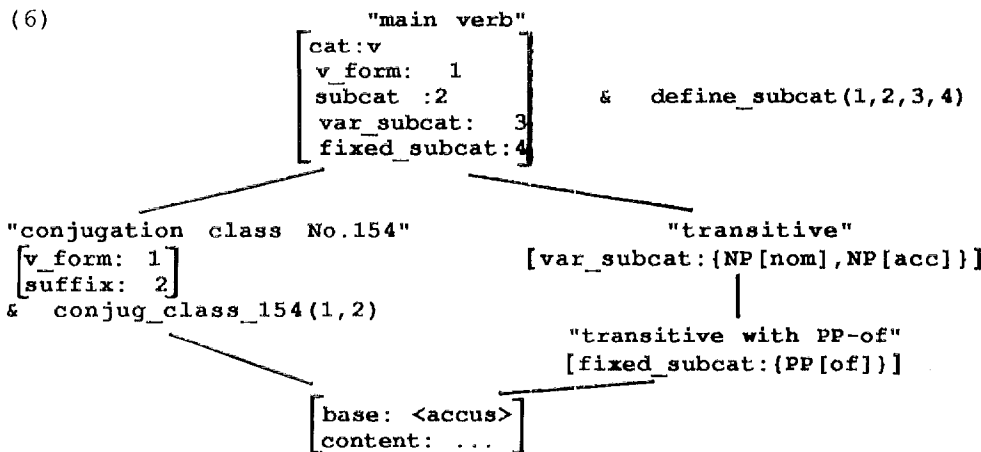 (6) "main verb"
cat:v
v_form: 1
subcat :2 & define_subcat(1,2,3,4)
var_subcat: 3
fixed_subcat:4
"conjugation class No.154" "transitive"
v_form: 1 [var_subcat:{NP[nom],NP[acc]}]
suffix: 2
& conjug_class_154(1,2)
"transitive with PP-of"
[fixed_subcat:{PP[of]}]
base: <accus>
content: ...